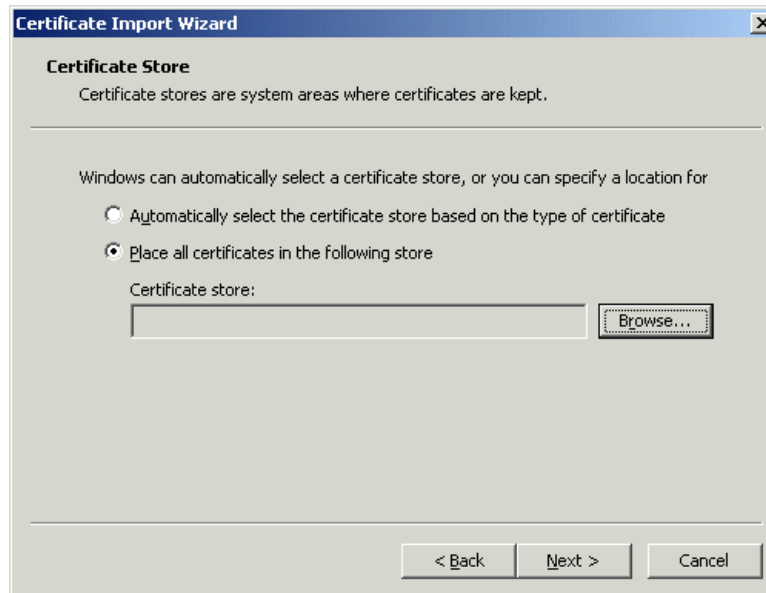 Certificate Import Wizard
Certificate Store
Certificate stores are system areas where certificates are kept.
Windows can automatically select a certificate store, or you can specify a location for
Automatically select the certificate store based on the type of certificate
Place all certificates in the following store
Certificate store:
Browse...
< Back Next > Cancel